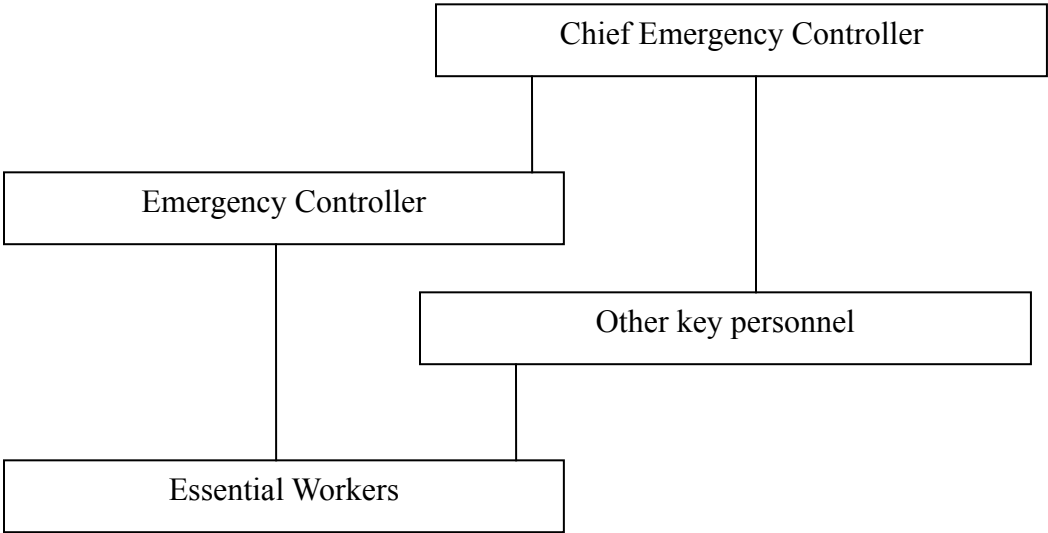 Chief Emergency Controller
Emergency Controller
Other key personnel
Essential Workers